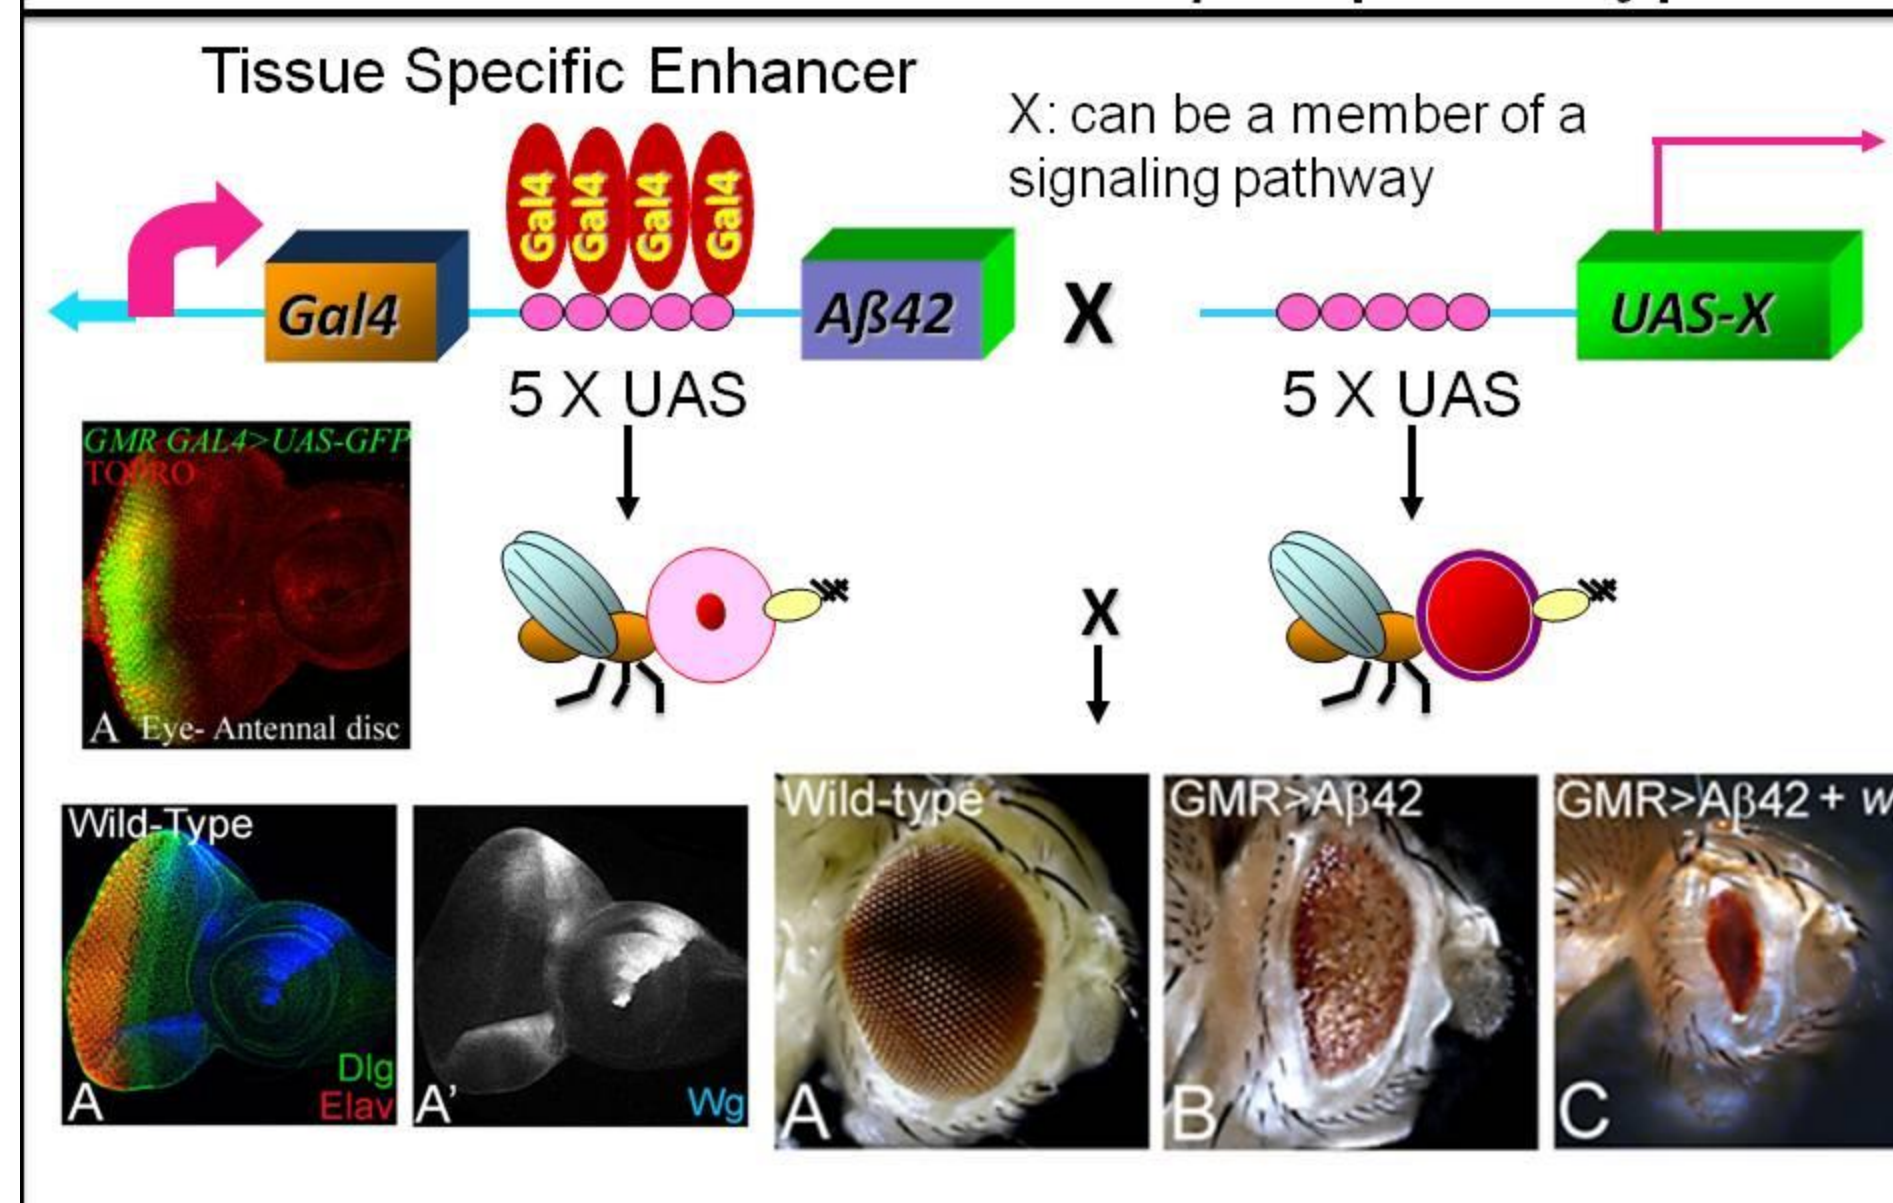 Tissue Specific Enhancer
X: can be a member of a
signaling pathway
Gal4 Gal4 Gal4 Gal4
Gal4
Aß42
X
UAS-X
5 X UAS
5 X UAS
GMR GAL4>UAS-GFP
TOPRO
A Eye- Antennal disc
X
Wild-Type
Dlg
Elav
A
A'
Wg
Wild-type
A
GMR>Aβ42
B
GMR>Aβ42 + w
C